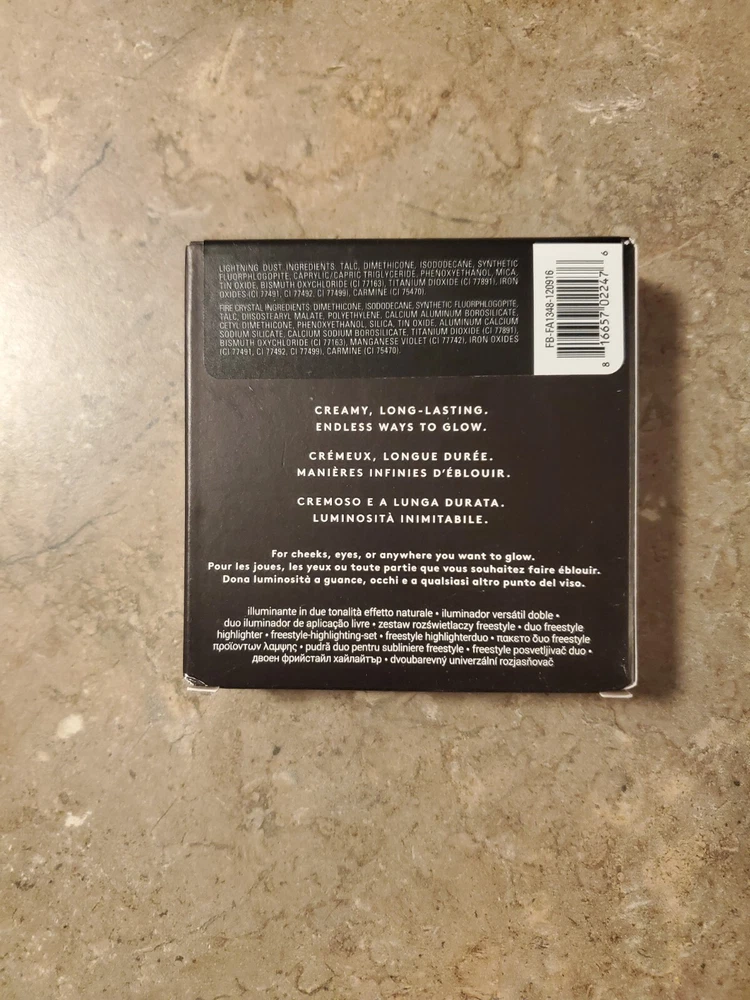 LIGHTNING DUST INGREDIENTS: TALC, DIMETHICONE, ISODODECANE, SYNTHETIC
FLUORPHLOGOPITE, CAPRYLIC/CAPRIC TRIGLYCERIDE, PHENOXYETHANOL, MICA,
TIN OXIDE, BISMUTH OXYCHLORIDE (CI 77163), TITANIUM DIOXIDE (CI 77891), IRON
OXIDES (CI 77491, CI 77492, CI 77499), CARMINE (CI 75470).
FIRE CRYSTAL INGREDIENTS: DIMETHICONE, ISODODECANE, SYNTHETIC FLUORPHLOGOPITE,
TALC, DIISOSTEARYL MALATE, POLYETHYLENE, CALCIUM ALUMINUM BOROSILICATE,
CETYL DIMETHICONE, PHENOXYETHANOL, SILICA, TIN OXIDE, ALUMINUM CALCIUM
SODIUM SILICATE, CALCIUM SODIUM BOROSILICATE, TITANIUM DIOXIDE (CI 77891),
BISMUTH OXYCHLORIDE (CI 77163), MANGANESE VIOLET (CI 77742), IRON OXIDES
(CI 77491, CI 77492, CI 77499), CARMINE (CI 75470).
FB-FA1348-120916
8 16657 02247 6
CREAMY, LONG-LASTING.
ENDLESS WAYS TO GLOW.
CRÉMEUX, LONGUE DURÉE.
MANIÈRES INFINIES D'ÉBLOUIR.
CREMOSO E A LUNGA DURATA.
LUMINOSITÀ INIMITABILE.
For cheeks, eyes, or anywhere you want to glow.
Pour les joues, les yeux ou toute partie que vous souhaitez faire éblouir.
Dona luminosità a guance, occhi e a qualsiasi altro punto del viso.
illuminante in due tonalità effetto naturale • iluminador versátil doble •
duo iluminador de aplicação livre • zestaw rozświetlaczy freestyle • duo freestyle
highlighter • freestyle-highlighting-set • freestyle highlighterduo • πακετο δυο freestyle
προϊοντων λαμψης • pudră duo pentru subliniere freestyle • freestyle posvetljivač duo •
двоен фрийстайл хайлайтър • dvoubarevný univerzální rozjasňovač